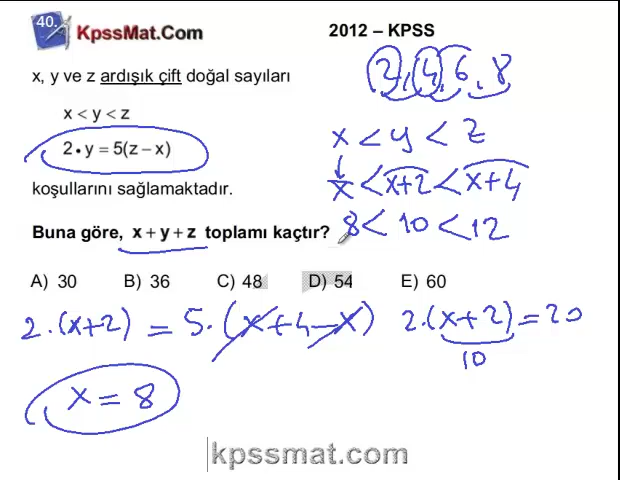 40.
KpssMat.Com
2012 – KPSS
2, 4, 6, 8
x, y ve z ardışık çift doğal sayıları
x < y < z
2 • y = 5(z – x)
koşullarını sağlamaktadır.
x < y < z
x < x+2 < x+4
8 < 10 < 12
Buna göre, x + y + z toplamı kaçtır?
A) 30 B) 36 C) 48 D) 54 E) 60
2.(x+2) = 5.(x+4-x) 2.(x+2) = 20
10
x = 8
kpssmat.com